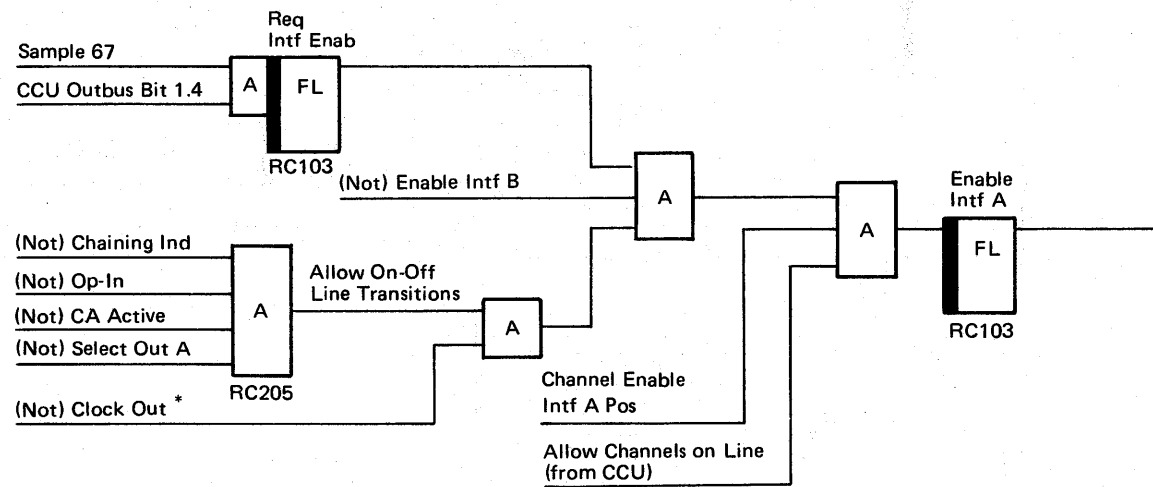 Req
Intf Enab
Sample 67
CCU Outbus Bit 1.4
A
FL
RC103
(Not) Enable Intf B
A
Enable
Intf A
A
FL
RC103
(Not) Chaining Ind
(Not) Op-In
(Not) CA Active
(Not) Select Out A
A
RC205
Allow On-Off
Line Transitions
A
(Not) Clock Out *
Channel Enable
Intf A Pos
Allow Channels on Line
(from CCU)